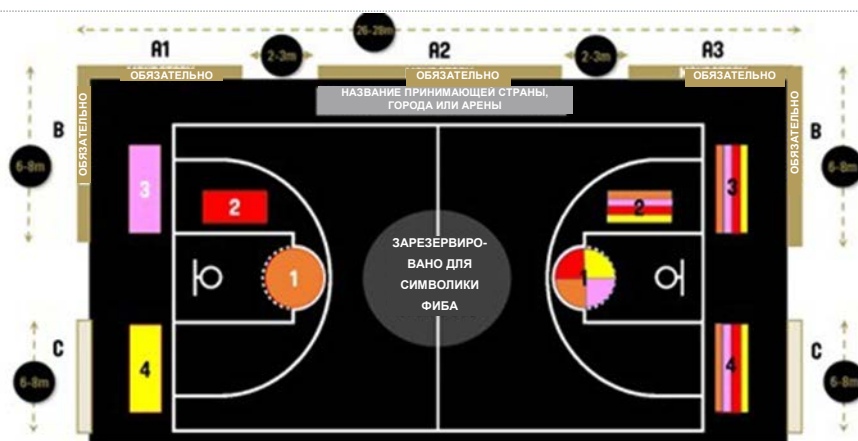 26-28m
A1
2-3m
A2
2-3m
A3
ОБЯЗАТЕЛЬНО
ОБЯЗАТЕЛЬНО
ОБЯЗАТЕЛЬНО
НАЗВАНИЕ ПРИНИМАЮЩЕЙ СТРАНЫ,
ГОРОДА ИЛИ АРЕНЫ
ОБЯЗАТЕЛЬНО
ОБЯЗАТЕЛЬНО
B
B
6-8m
6-8m
3
2
2
3
1
ЗАРЕЗЕРВИРО-
ВАНО ДЛЯ
СИМВОЛИКИ
ФИБА
1
C
C
4
4
6-8m
6-8m